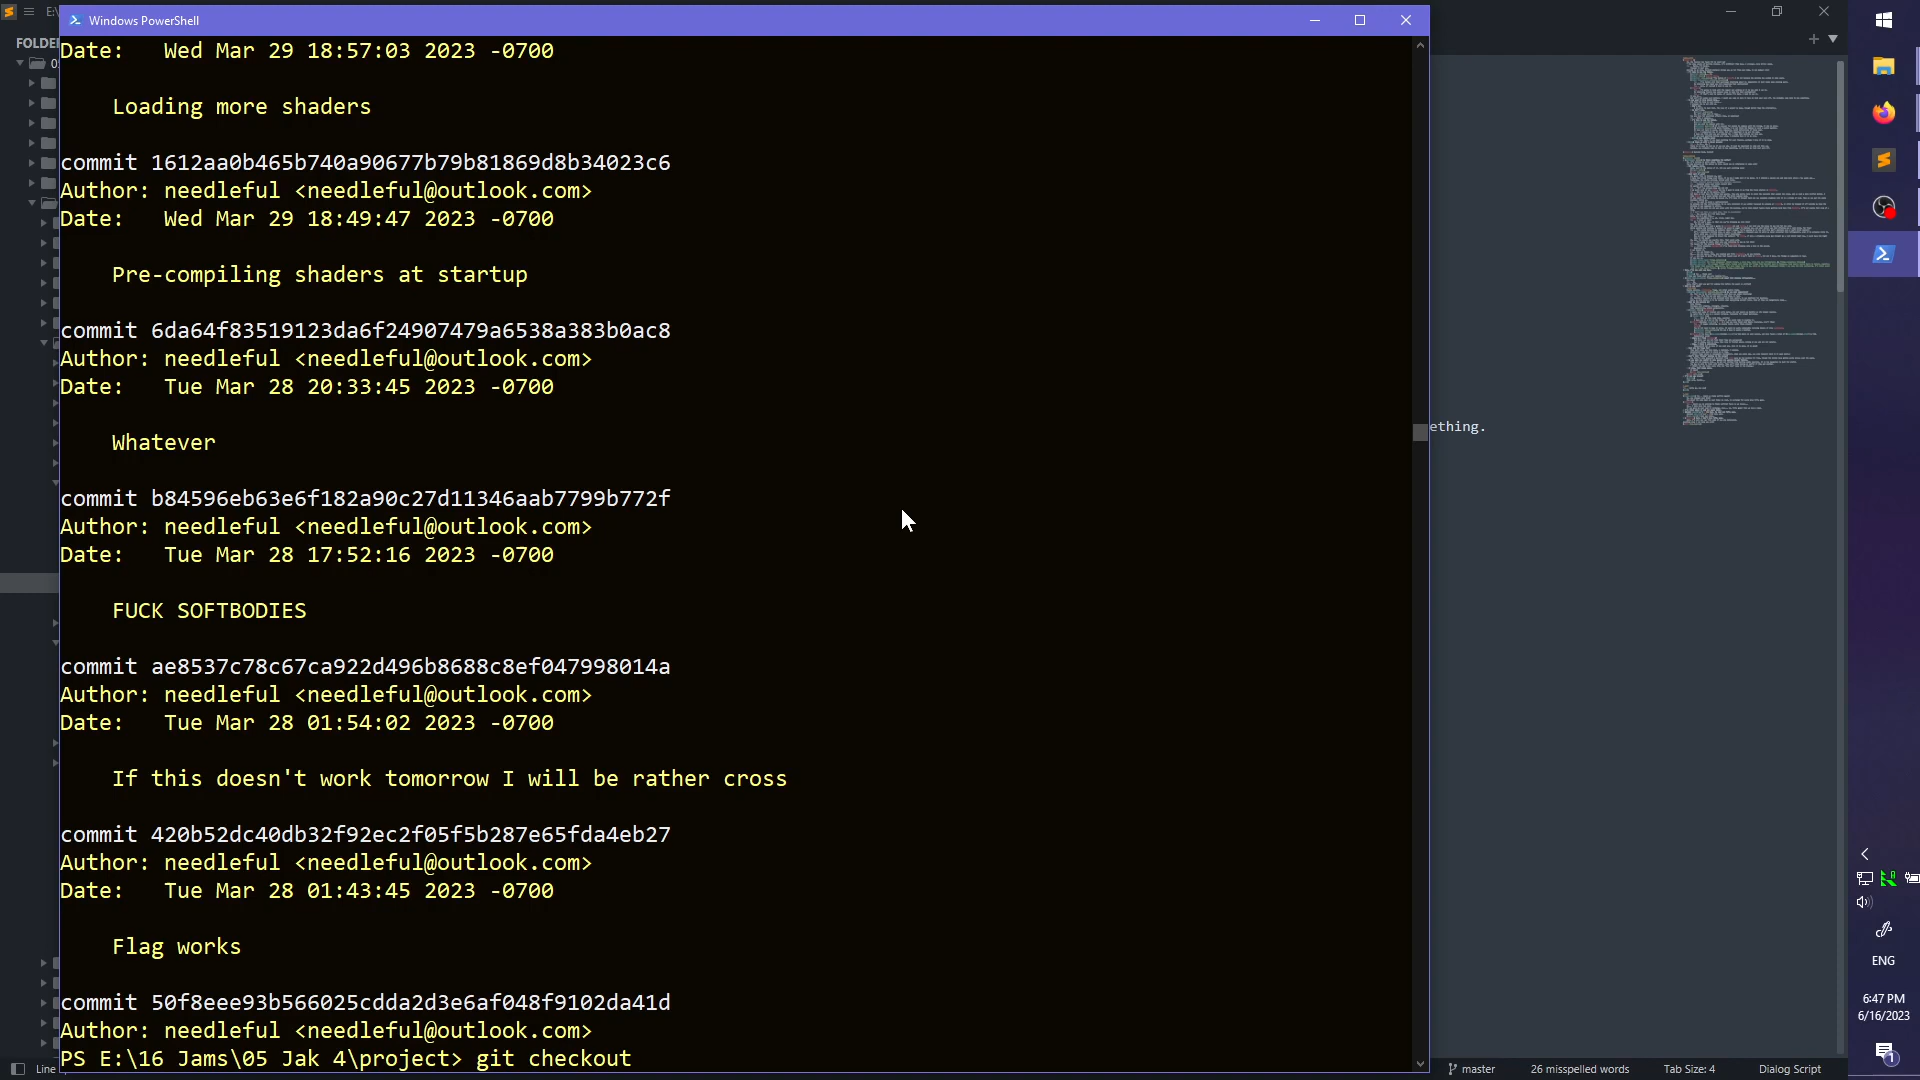 E:\
Windows PowerShell
FOLDE
Date:   Wed Mar 29 18:57:03 2023 -0700
Loading more shaders
commit 1612aa0b465b740a90677b79b81869d8b34023c6
Author: needleful <needleful@outlook.com>
Date:   Wed Mar 29 18:49:47 2023 -0700
Pre-compiling shaders at startup
commit 6da64f83519123da6f24907479a6538a383b0ac8
Author: needleful <needleful@outlook.com>
Date:   Tue Mar 28 20:33:45 2023 -0700
Whatever
commit b84596eb63e6f182a90c27d11346aab7799b772f
Author: needleful <needleful@outlook.com>
Date:   Tue Mar 28 17:52:16 2023 -0700
FUCK SOFTBODIES
commit ae8537c78c67ca922d496b8688c8ef047998014a
Author: needleful <needleful@outlook.com>
Date:   Tue Mar 28 01:54:02 2023 -0700
If this doesn't work tomorrow I will be rather cross
commit 420b52dc40db32f92ec2f05f5b287e65fda4eb27
Author: needleful <needleful@outlook.com>
Date:   Tue Mar 28 01:43:45 2023 -0700
Flag works
commit 50f8eee93b566025cdda2d3e6af048f9102da41d
Author: needleful <needleful@outlook.com>
PS E:\16 Jams\05 Jak 4\project> git checkout
ething.
Line
master
26 misspelled words
Tab Size: 4
Dialog Script
ENG
6:47 PM
6/16/2023
1